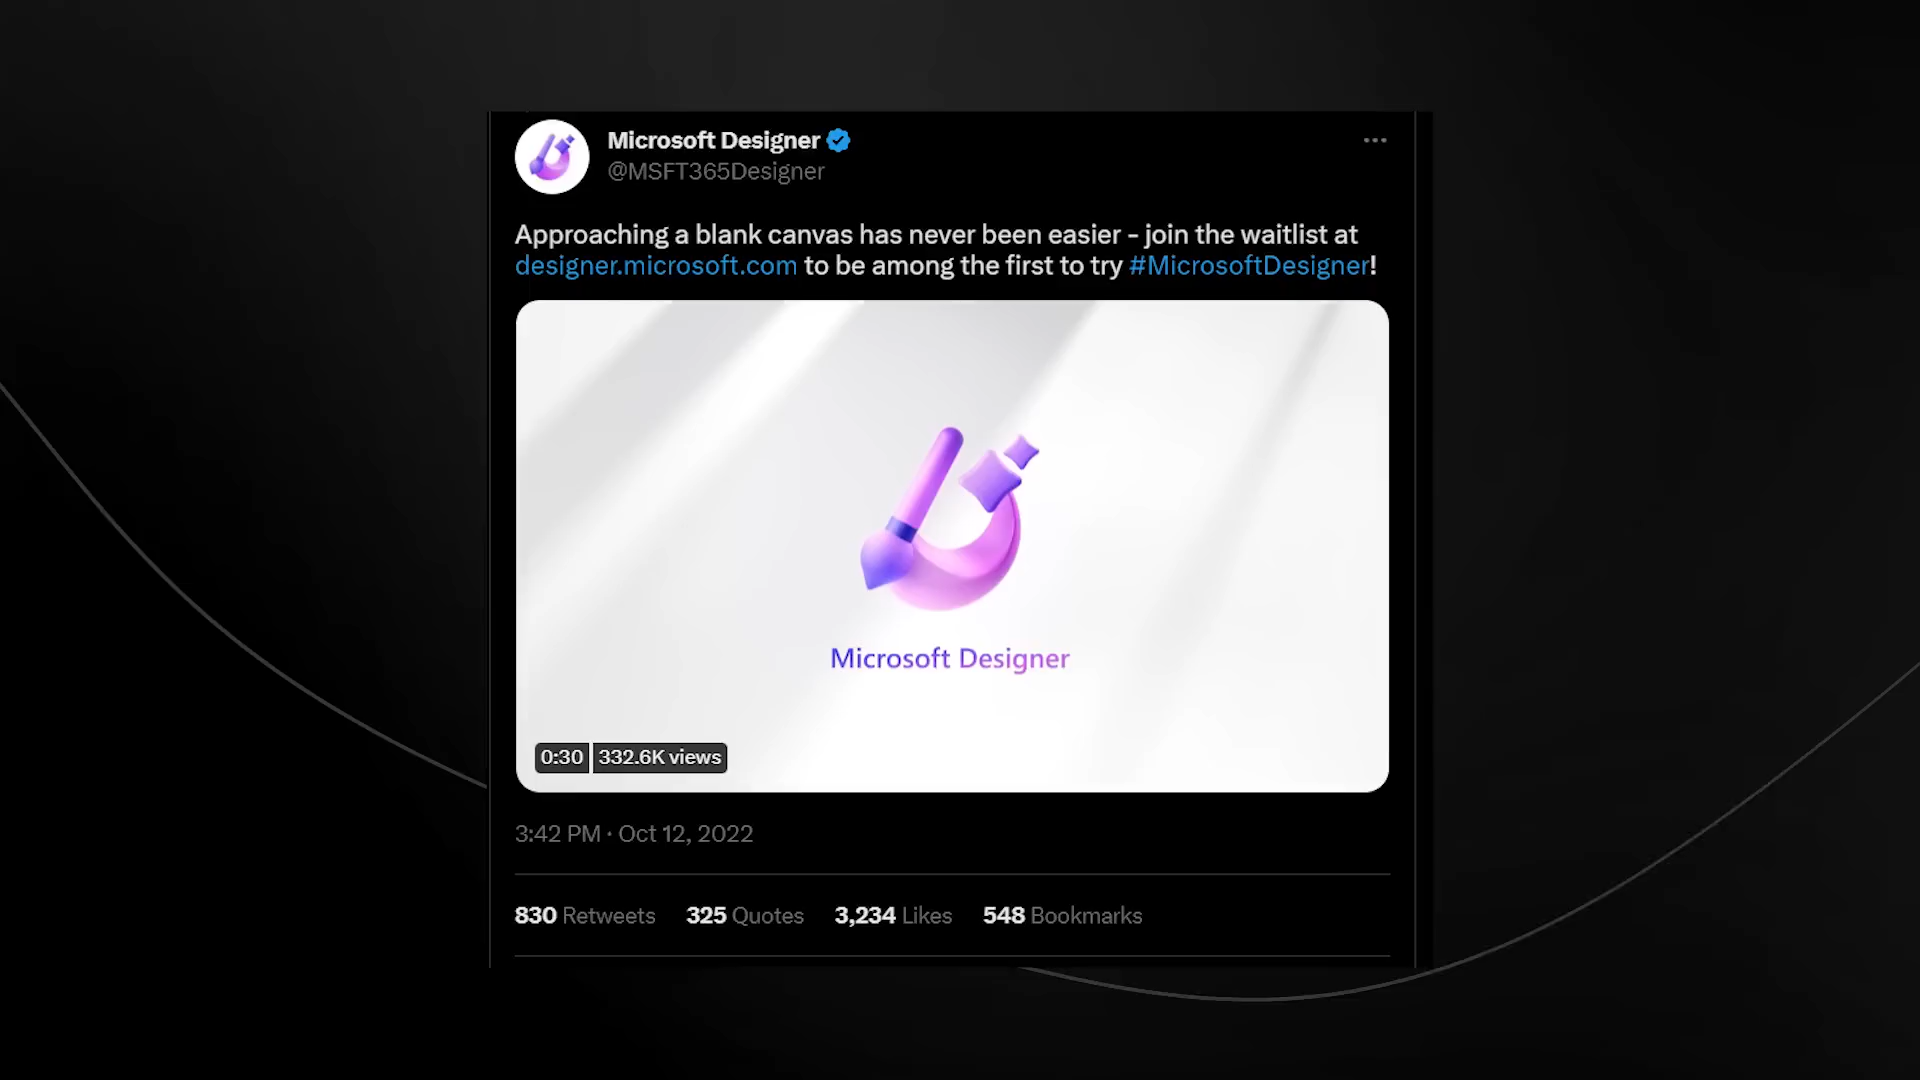 Microsoft Designer
@MSFT365Designer
Approaching a blank canvas has never been easier - join the waitlist at
designer.microsoft.com to be among the first to try #MicrosoftDesigner!
Microsoft Designer
0:30 332.6K views
3:42 PM · Oct 12, 2022
830 Retweets 325 Quotes 3,234 Likes 548 Bookmarks